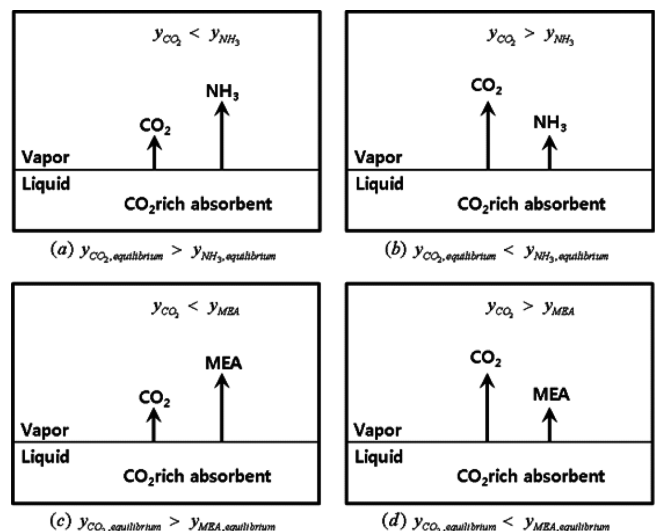 y_CO₂ < y_NH₃
NH₃
CO₂
Vapor
Liquid
CO₂rich absorbent
(a) y_CO₂,equilibrium > y_NH₃,equilibrium
y_CO₂ > y_NH₃
CO₂
NH₃
Vapor
Liquid
CO₂rich absorbent
(b) y_CO₂,equilibrium < y_NH₃,equilibrium
y_CO₂ < y_MEA
MEA
CO₂
Vapor
Liquid
CO₂rich absorbent
(c) y_CO₂,equilibrium > y_MEA,equilibrium
y_CO₂ > y_MEA
CO₂
MEA
Vapor
Liquid
CO₂rich absorbent
(d) y_CO₂,equilibrium < y_MEA,equilibrium